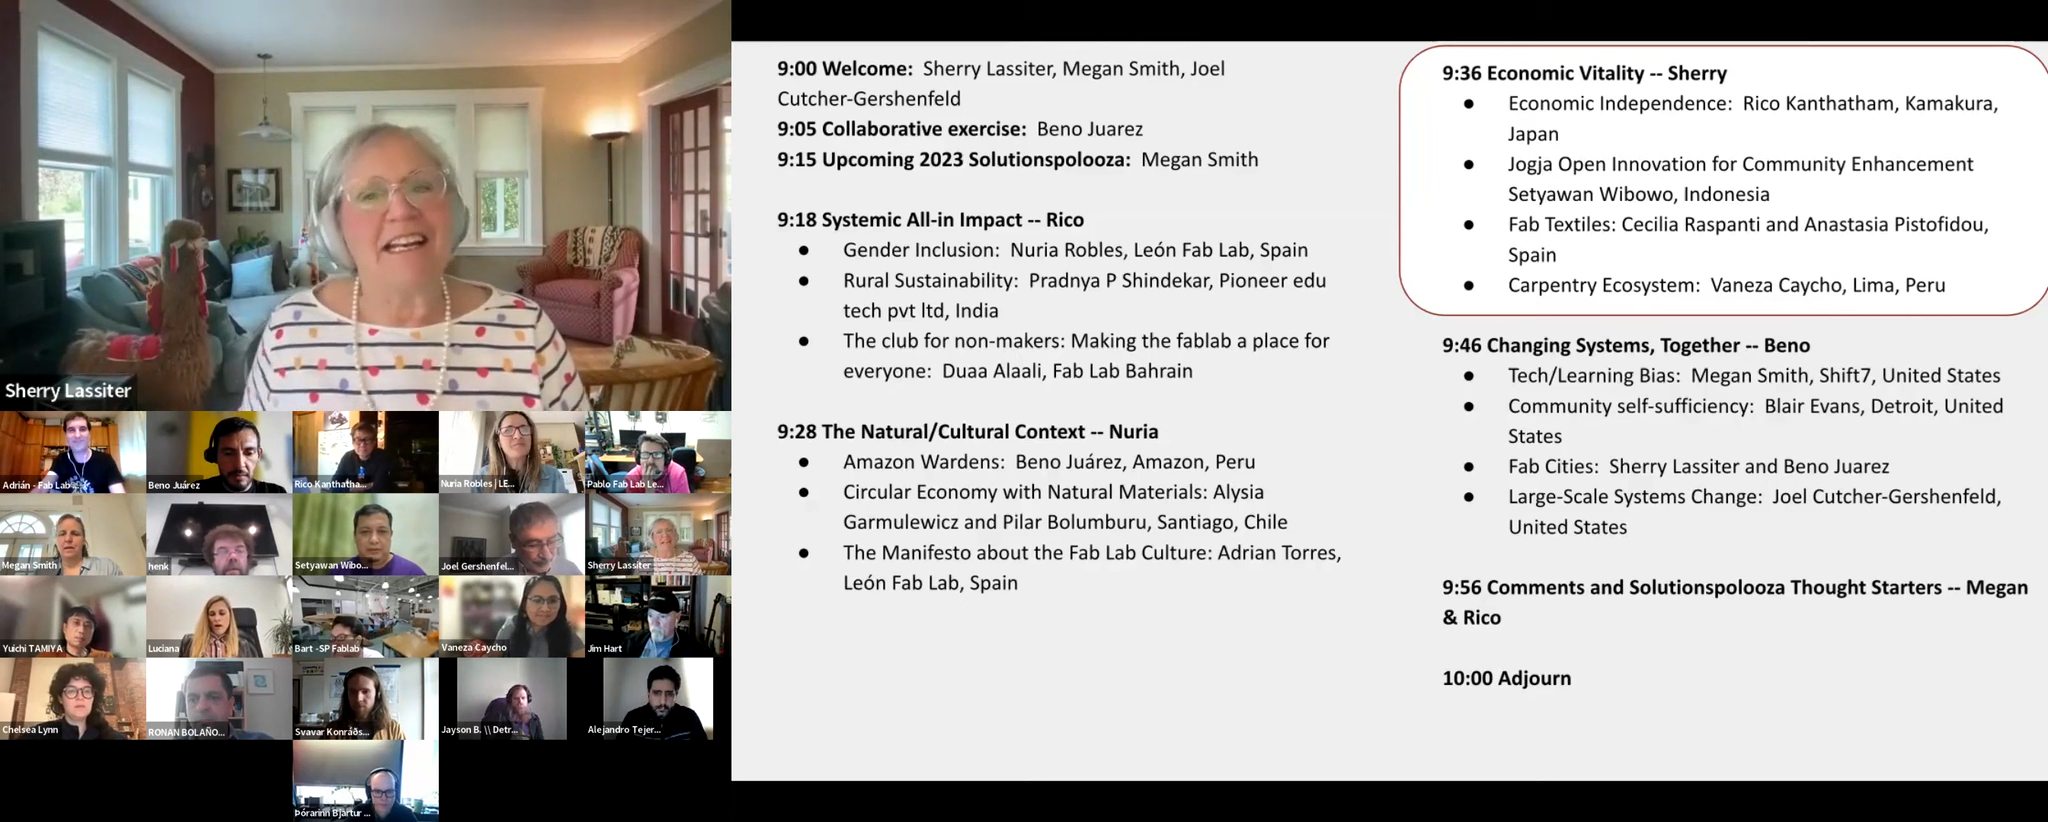 Sherry Lassiter
Adrián - Fab Lab ...
Beno Juárez
Rico Kanthatha...
Nuria Robles | LE...
Pablo Fab Lab Le...
Megan Smith
henk
Setyawan Wibo...
Joel Gershenfel...
Sherry Lassiter
Yuichi TAMIYA
Luciana
Bart -SP Fablab
Vaneza Caycho
Jim Hart
Chelsea Lynn
RONAN BOLAÑO...
Svavar Konráðs...
Jayson B. \\ Detr...
Alejandro Tejer...
Þórarinn Bjartur ...
9:00 Welcome: Sherry Lassiter, Megan Smith, Joel
Cutcher-Gershenfeld
9:05 Collaborative exercise: Beno Juarez
9:15 Upcoming 2023 Solutionspolooza: Megan Smith
9:18 Systemic All-in Impact -- Rico
● Gender Inclusion: Nuria Robles, León Fab Lab, Spain
● Rural Sustainability: Pradnya P Shindekar, Pioneer edu
tech pvt ltd, India
● The club for non-makers: Making the fablab a place for
everyone: Duaa Alaali, Fab Lab Bahrain
9:28 The Natural/Cultural Context -- Nuria
● Amazon Wardens: Beno Juárez, Amazon, Peru
● Circular Economy with Natural Materials: Alysia
Garmulewicz and Pilar Bolumburu, Santiago, Chile
● The Manifesto about the Fab Lab Culture: Adrian Torres,
León Fab Lab, Spain
9:36 Economic Vitality -- Sherry
● Economic Independence: Rico Kanthatham, Kamakura,
Japan
● Jogja Open Innovation for Community Enhancement
Setyawan Wibowo, Indonesia
● Fab Textiles: Cecilia Raspanti and Anastasia Pistofidou,
Spain
● Carpentry Ecosystem: Vaneza Caycho, Lima, Peru
9:46 Changing Systems, Together -- Beno
● Tech/Learning Bias: Megan Smith, Shift7, United States
● Community self-sufficiency: Blair Evans, Detroit, United
States
● Fab Cities: Sherry Lassiter and Beno Juarez
● Large-Scale Systems Change: Joel Cutcher-Gershenfeld,
United States
9:56 Comments and Solutionspolooza Thought Starters -- Megan
& Rico
10:00 Adjourn